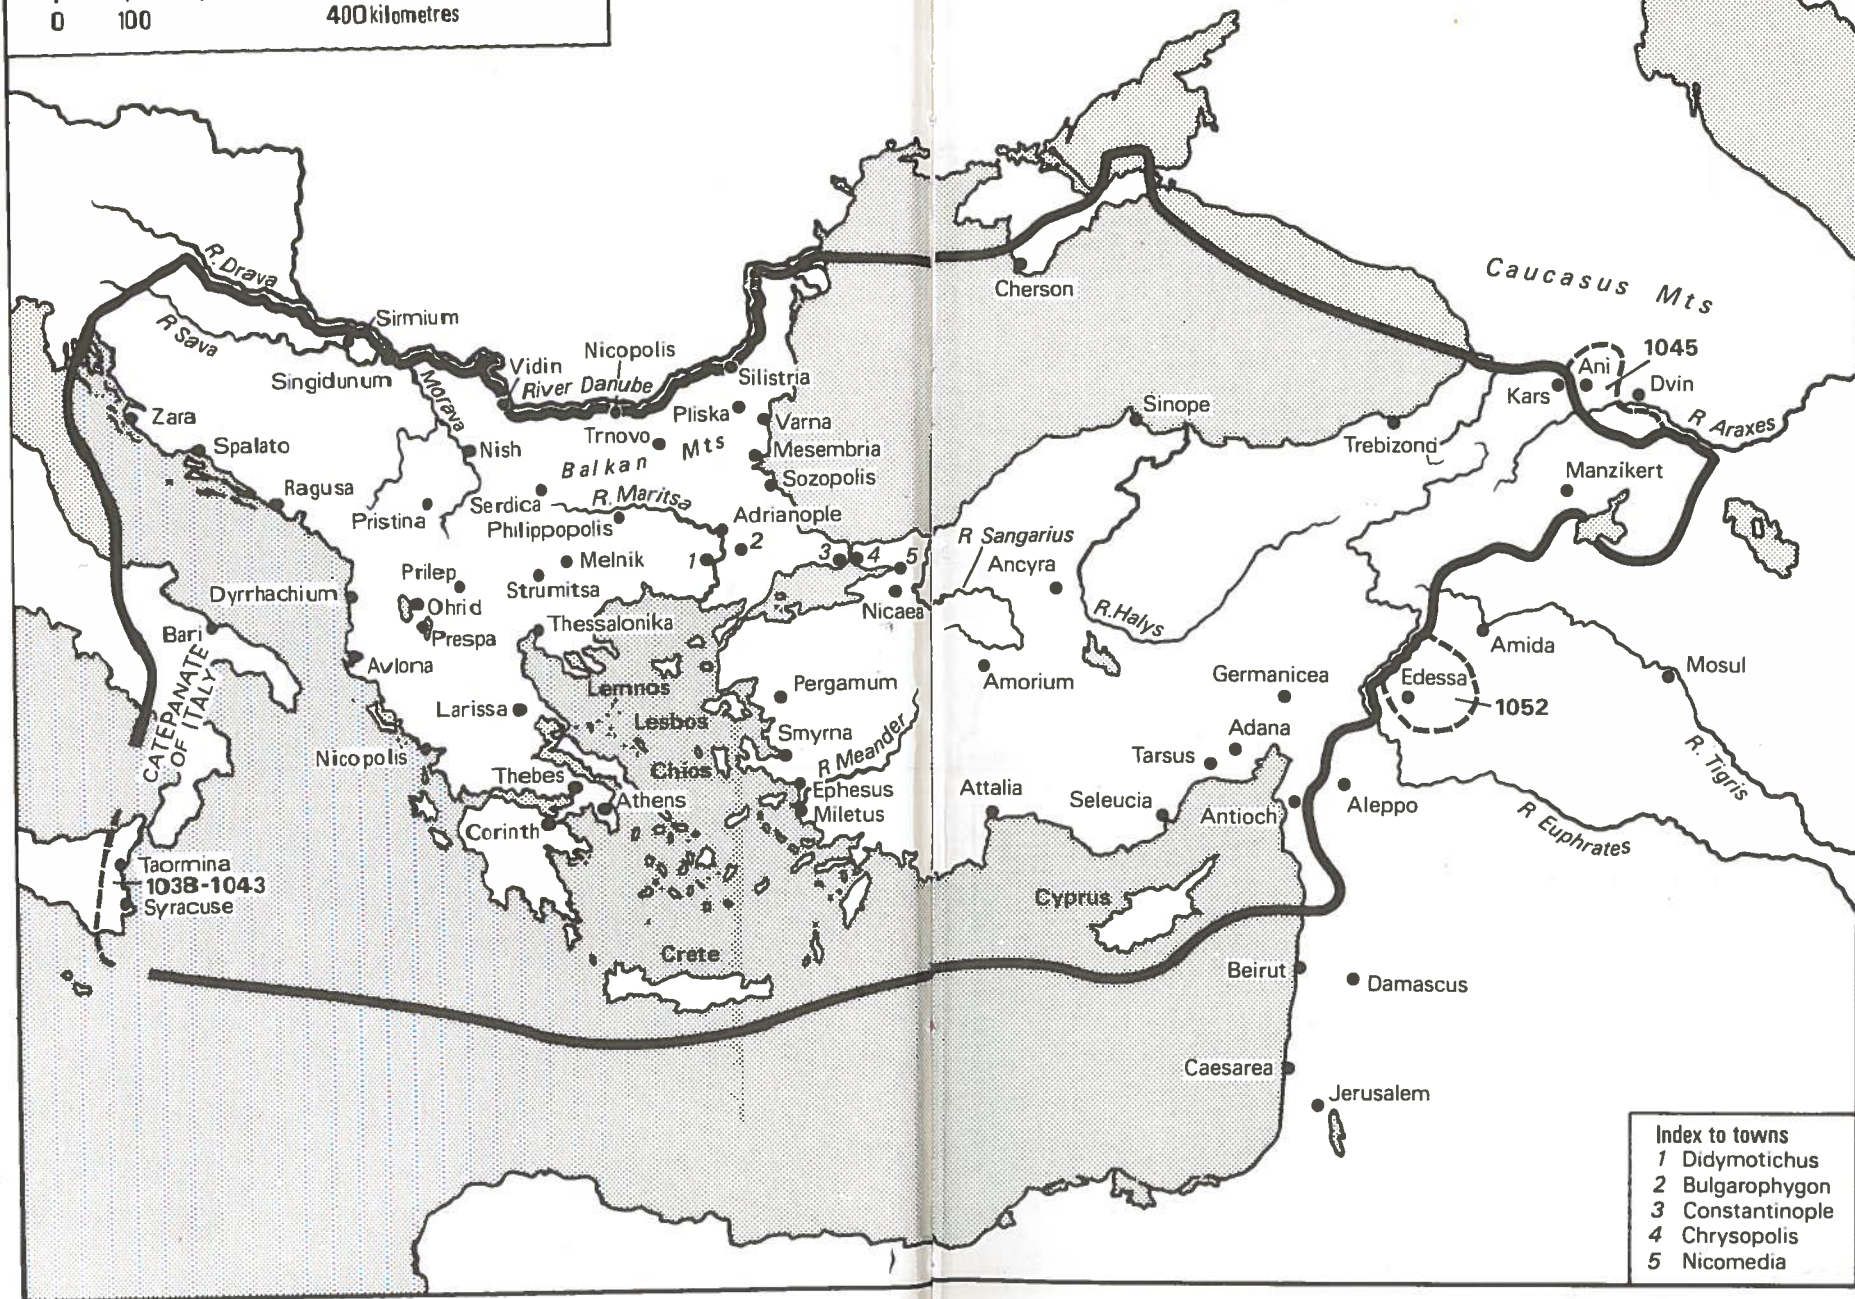 0 100 400 kilometres
R. Drava
R Sava
Sirmium
Singidunum
Morava
Vidin
Nicopolis
River Danube
Silistria
Pliska
Varna
Trnovo
Mts
Mesembria
Balkan
Sozopolis
Zara
Spalato
Nish
Ragusa
Pristina
Serdica
R. Maritsa
Philippopolis
Adrianople
Melnik
1
2
3
4
5
Prilep
Strumitsa
Dyrrhachium
Ohrid
Prespa
Thessalonika
Nicaea
Bari
Avlona
CATEPANATE
OF ITALY
Larissa
Lemnos
Lesbos
Pergamum
Smyrna
R Meander
Nicopolis
Chios
Thebes
Athens
Ephesus
Miletus
Corinth
Taormina
1038-1043
Syracuse
Crete
Cherson
Caucasus Mts
1045
Ani
Kars
Dvin
R Araxes
Sinope
Trebizond
Manzikert
R Sangarius
Ancyra
R.Halys
Amida
Mosul
Amorium
Germanicea
Edessa
1052
Adana
Tarsus
R. Tigris
Attalia
Seleucia
Antioch
Aleppo
R Euphrates
Cyprus
Beirut
Damascus
Caesarea
Jerusalem
Index to towns
1 Didymotichus
2 Bulgarophygon
3 Constantinople
4 Chrysopolis
5 Nicomedia